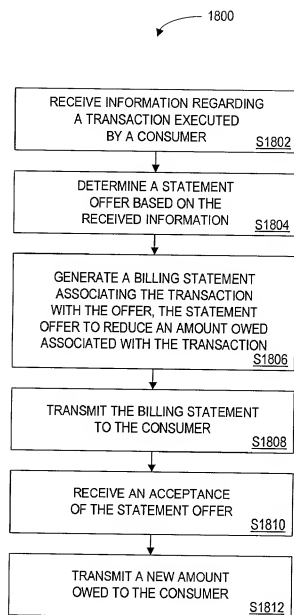 1800
RECEIVE INFORMATION REGARDING
A TRANSACTION EXECUTED
BY A CONSUMER
S1802
DETERMINE A STATEMENT
OFFER BASED ON THE
RECEIVED INFORMATION
S1804
GENERATE A BILLING STATEMENT
ASSOCIATING THE TRANSACTION
WITH THE OFFER, THE STATEMENT
OFFER TO REDUCE AN AMOUNT OWED
ASSOCIATED WITH THE TRANSACTION
S1806
TRANSMIT THE BILLING STATEMENT
TO THE CONSUMER
S1808
RECEIVE AN ACCEPTANCE
OF THE STATEMENT OFFER
S1810
TRANSMIT A NEW AMOUNT
OWED TO THE CONSUMER
S1812